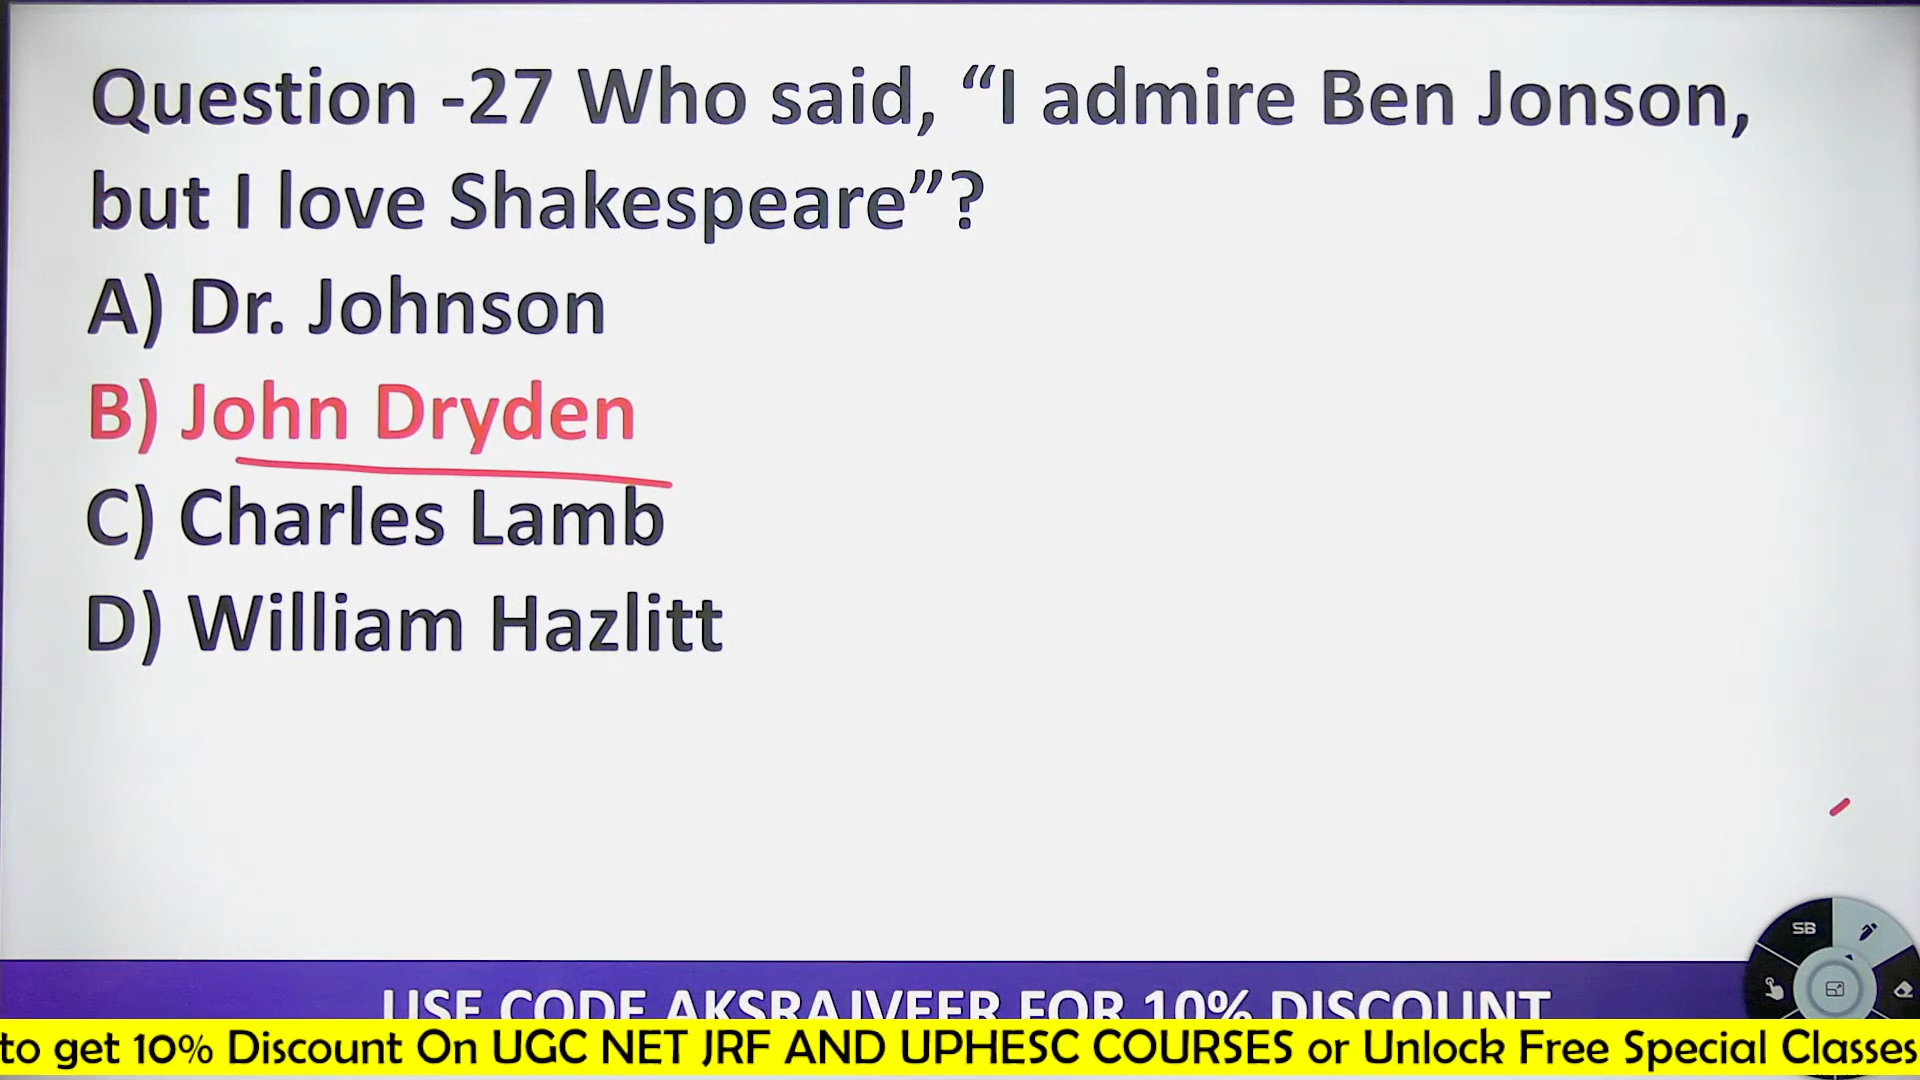 Question -27 Who said, “I admire Ben Jonson,
but I love Shakespeare”?
A) Dr. Johnson
B) John Dryden
C) Charles Lamb
D) William Hazlitt
SB
USE CODE AKSRAJVEER FOR 10% DISCOUNT
to get 10% Discount On UGC NET JRF AND UPHESC COURSES or Unlock Free Special Classes